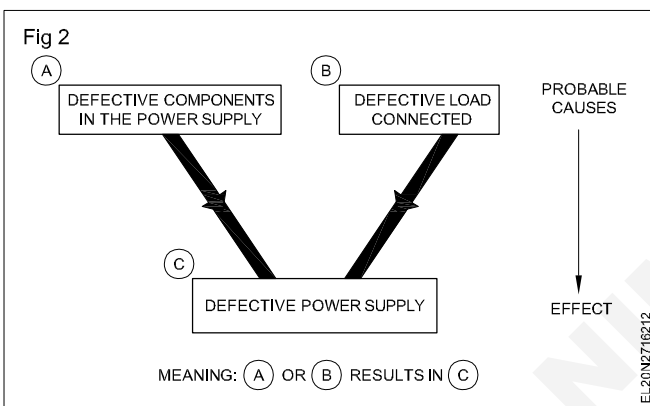 Fig 2
A
DEFECTIVE COMPONENTS
IN THE POWER SUPPLY
B
DEFECTIVE LOAD
CONNECTED
PROBABLE
CAUSES
C
DEFECTIVE POWER SUPPLY
EFFECT
MEANING: A OR B RESULTS IN C
EL20N2716212